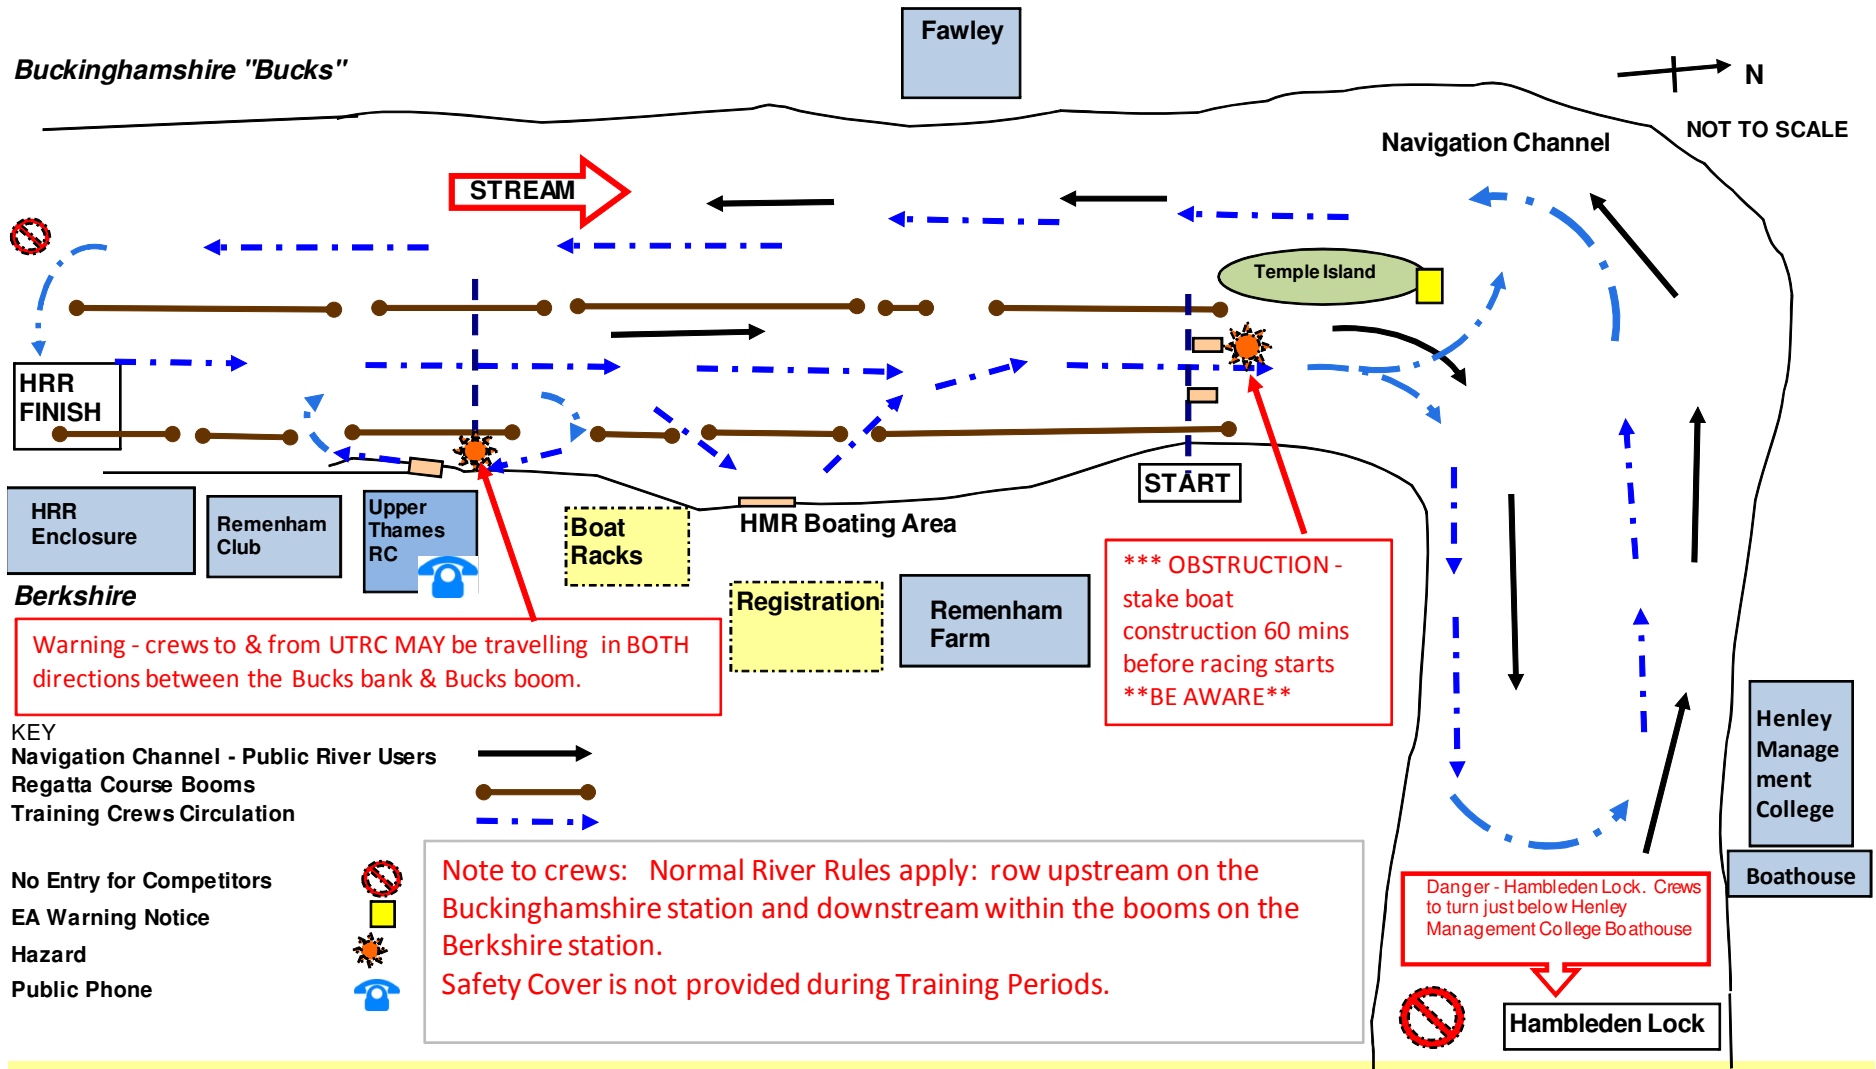 Fawley
Buckinghamshire "Bucks"
N
NOT TO SCALE
Navigation Channel
STREAM
Temple Island
HRR
FINISH
START
HRR
Enclosure
Remenham
Club
Upper
Thames
RC
Boat
Racks
HMR Boating Area
Registration
Remenham
Farm
Berkshire
*** OBSTRUCTION -
stake boat
construction 60 mins
before racing starts
**BE AWARE**
Warning - crews to & from UTRC MAY be travelling in BOTH
directions between the Bucks bank & Bucks boom.
Henley
Manage
ment
College
Boathouse
KEY
Navigation Channel - Public River Users
Regatta Course Booms
Training Crews Circulation
No Entry for Competitors
EA Warning Notice
Hazard
Public Phone
Note to crews: Normal River Rules apply: row upstream on the
Buckinghamshire station and downstream within the booms on the
Berkshire station.
Safety Cover is not provided during Training Periods.
Danger - Hambleden Lock. Crews
to turn just below Henley
Management College Boathouse
Hambleden Lock